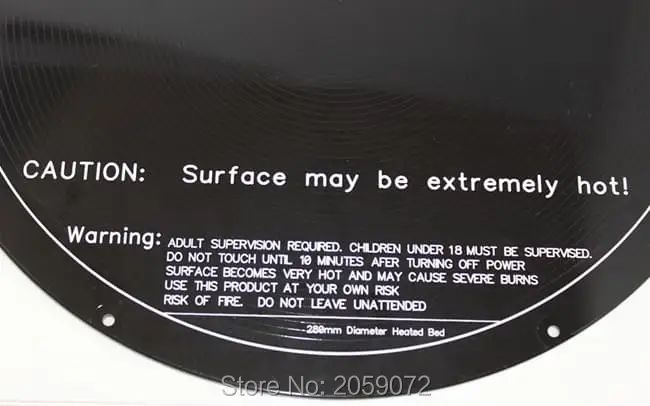 CAUTION: Surface may be extremely hot!
Warning: ADULT SUPERVISION REQUIRED. CHILDREN UNDER 18 MUST BE SUPERVISED.
DO NOT TOUCH UNTIL 10 MINUTES AFER TURNING OFF POWER
SURFACE BECOMES VERY HOT AND MAY CAUSE SEVERE BURNS
USE THIS PRODUCT AT YOUR OWN RISK
RISK OF FIRE. DO NOT LEAVE UNATTENDED
280mm Diameter Heated Bed
Store No: 2059072